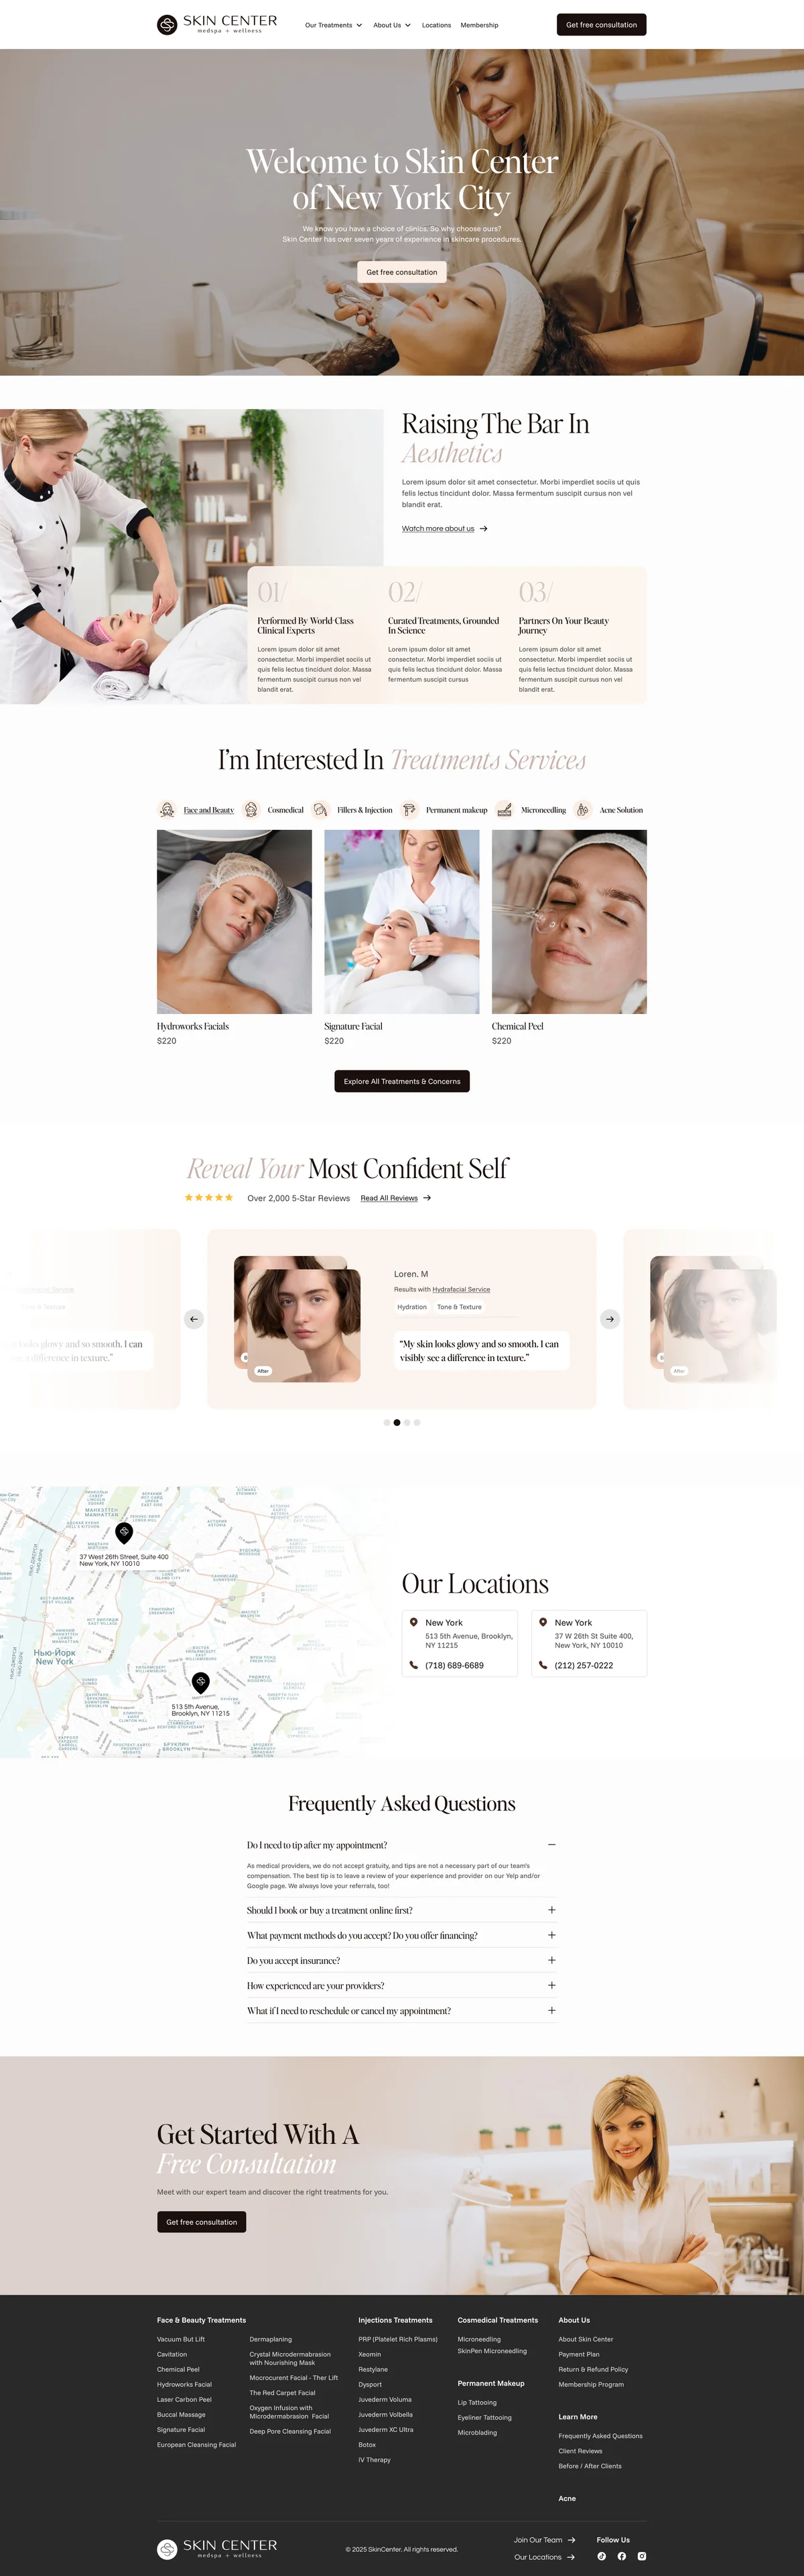 SKIN CENTER
medspa + wellness
Our Treatments
About Us
Locations
Membership
Get free consultation
Welcome to Skin Center
of New York City
We know you have a choice of clinics. So why choose ours?
Skin Center has over seven years of experience in skincare procedures.
Get free consultation
Raising The Bar In
Aesthetics
Lorem ipsum dolor sit amet consectetur. Morbi imperdiet sociis ut quis
felis lectus tincidunt dolor. Massa fermentum suscipit cursus non vel
blandit erat.
Watch more about us
01/
Performed By World-Class
Clinical Experts
Lorem ipsum dolor sit amet
consectetur. Morbi imperdiet sociis ut
quis felis lectus tincidunt dolor. Massa
fermentum suscipit cursus non vel
blandit erat.
02/
Curated Treatments, Grounded
In Science
Lorem ipsum dolor sit amet
consectetur. Morbi imperdiet sociis ut
quis felis lectus tincidunt dolor. Massa
fermentum suscipit cursus
03/
Partners On Your Beauty
Journey
Lorem ipsum dolor sit amet
consectetur. Morbi imperdiet sociis ut
quis felis lectus tincidunt dolor. Massa
fermentum suscipit cursus non vel
blandit erat.
I'm Interested In Treatments Services
Face and Beauty
Cosmedical
Fillers & Injection
Permanent makeup
Microneedling
Acne Solution
Hydroworks Facials
$220
Signature Facial
$220
Chemical Peel
$220
Explore All Treatments & Concerns
Reveal Your Most Confident Self
Over 2,000 5-Star Reviews
Read All Reviews
looks glowy and so smooth. I can
difference in texture."
After
Loren. M
Results with Hydrafacial Service
Hydration
Tone & Texture
"My skin looks glowy and so smooth. I can
visibly see a difference in texture."
After
37 West 26th Street, Suite 400
New York, NY 10010
Нью-Йорк
New York
513 5th Avenue,
Brooklyn, NY 11215
Our Locations
New York
513 5th Avenue, Brooklyn,
NY 11215
(718) 689-6689
New York
37 W 26th St Suite 400,
New York, NY 10010
(212) 257-0222
Frequently Asked Questions
Do I need to tip after my appointment?
As medical providers, we do not accept gratuity, and tips are not a necessary part of our team's
compensation. The best tip is to leave a review of your experience and provider on our Yelp and/or
Google page. We always love your referrals, too!
Should I book or buy a treatment online first?
What payment methods do you accept? Do you offer financing?
Do you accept insurance?
How experienced are your providers?
What if I need to reschedule or cancel my appointment?
Get Started With A
Free Consultation
Meet with our expert team and discover the right treatments for you.
Get free consultation
Face & Beauty Treatments
Vacuum But Lift
Cavitation
Chemical Peel
Hydroworks Facial
Laser Carbon Peel
Buccal Massage
Signature Facial
European Cleansing Facial
Dermaplaning
Crystal Microdermabrasion
with Nourishing Mask
Mocrocurent Facial - Ther Lift
The Red Carpet Facial
Oxygen Infusion with
Microdermabrasion Facial
Deep Pore Cleansing Facial
Injections Treatments
PRP (Platelet Rich Plasms)
Xeomin
Restylane
Dysport
Juvederm Voluma
Juvederm Volbella
Juvederm XC Ultra
Botox
IV Therapy
Cosmedical Treatments
Microneedling
SkinPen Microneedling
Permanent Makeup
Lip Tattooing
Eyeliner Tattooing
Microblading
About Us
About Skin Center
Payment Plan
Return & Refund Policy
Membership Program
Learn More
Frequently Asked Questions
Client Reviews
Before / After Clients
Acne
SKIN CENTER
medspa + wellness
© 2025 SkinCenter. All rights reserved.
Join Our Team
Our Locations
Follow Us